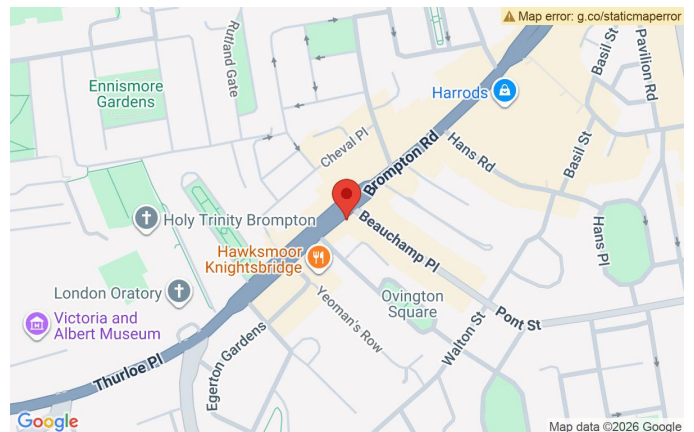 Map error: g.co/staticmaperror
Rutland Gate
Basil St
Pavilion Rd
Ennismore
Gardens
Harrods
Cheval Pl
Brompton Rd
Hans Rd
Basil St
Holy Trinity Brompton
Beauchamp Pl
Hans Pl
Hawksmoor
Knightsbridge
London Oratory
Yeoman's Row
Ovington
Square
Pont St
Victoria and
Albert Museum
Walton St
Thurloe Pl
Egerton Gardens
Google
Map data ©2026 Google